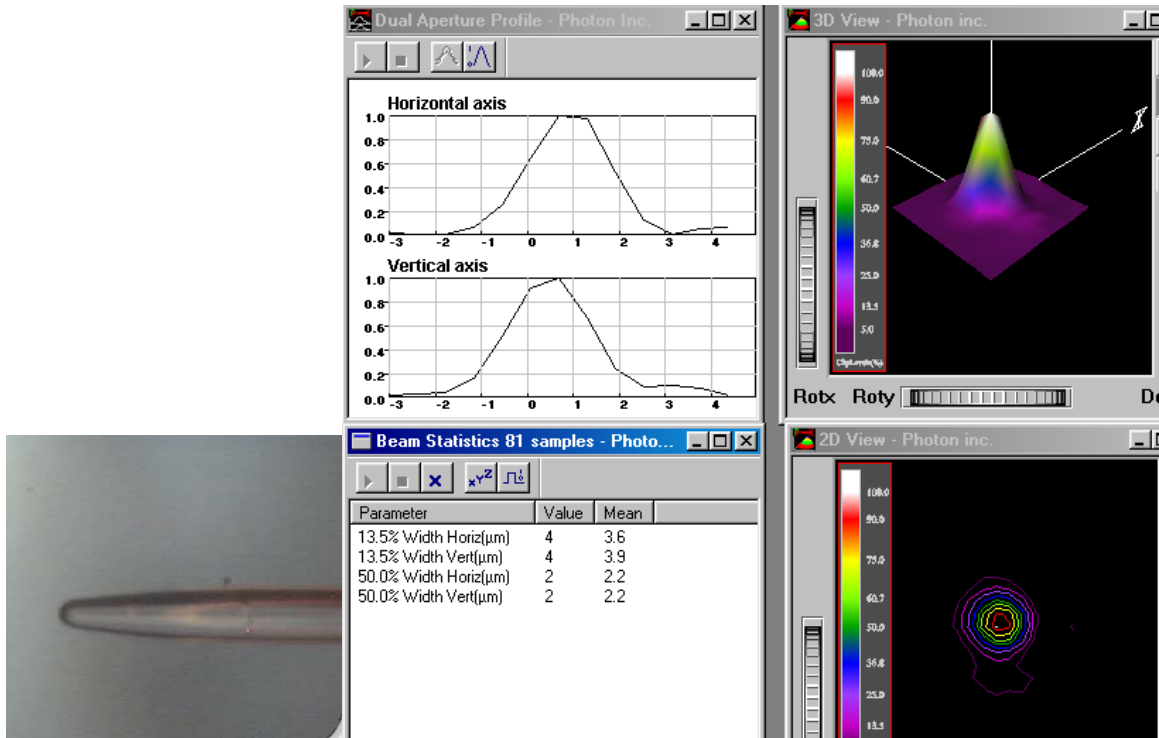 Dual Aperture Profile - Photon Inc.
Horizontal axis
1.0
0.8
0.6
0.4
0.2
0.0
-3 -2 -1 0 1 2 3 4
Vertical axis
1.0
0.8
0.6
0.4
0.2
0.0
-3 -2 -1 0 1 2 3 4
3D View - Photon inc.
100.0
90.0
75.0
60.7
50.0
36.8
25.0
13.5
5.0
ClipLevels(%)
Rotx Roty
Beam Statistics 81 samples - Photo...
Parameter Value Mean
13.5% Width Horiz(µm) 4 3.6
13.5% Width Vert(µm) 4 3.9
50.0% Width Horiz(µm) 2 2.2
50.0% Width Vert(µm) 2 2.2
2D View - Photon inc.
100.0
90.0
75.0
60.7
50.0
36.8
25.0
13.5